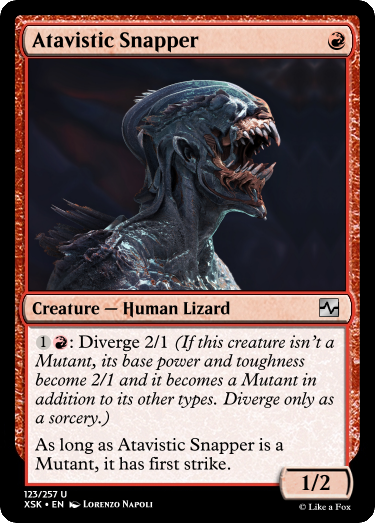 Atavistic Snapper
Creature — Human Lizard
1 : Diverge 2/1 (If this creature isn't a
Mutant, its base power and toughness
become 2/1 and it becomes a Mutant in
addition to its other types. Diverge only as
a sorcery.)
As long as Atavistic Snapper is a
Mutant, it has first strike.
1/2
123/257 U
XSK • EN Lorenzo Napoli
© Like a Fox